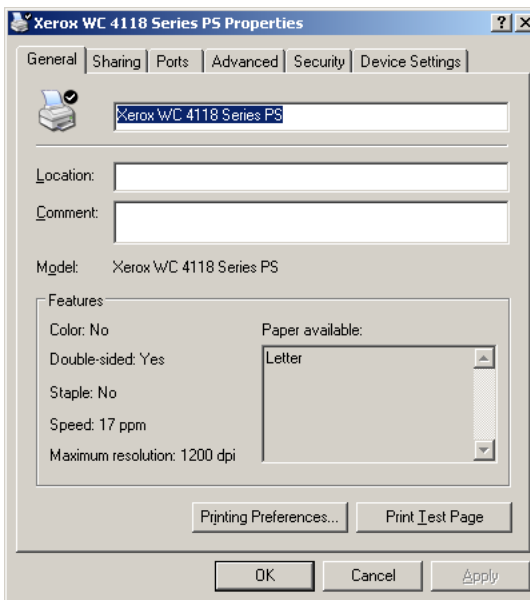 Xerox WC 4118 Series PS Properties
General Sharing Ports Advanced Security Device Settings
Xerox WC 4118 Series PS
Location:
Comment:
Model: Xerox WC 4118 Series PS
Features
Color: No Paper available:
Double-sided: Yes Letter
Staple: No
Speed: 17 ppm
Maximum resolution: 1200 dpi
Printing Preferences... Print Test Page
OK Cancel Apply